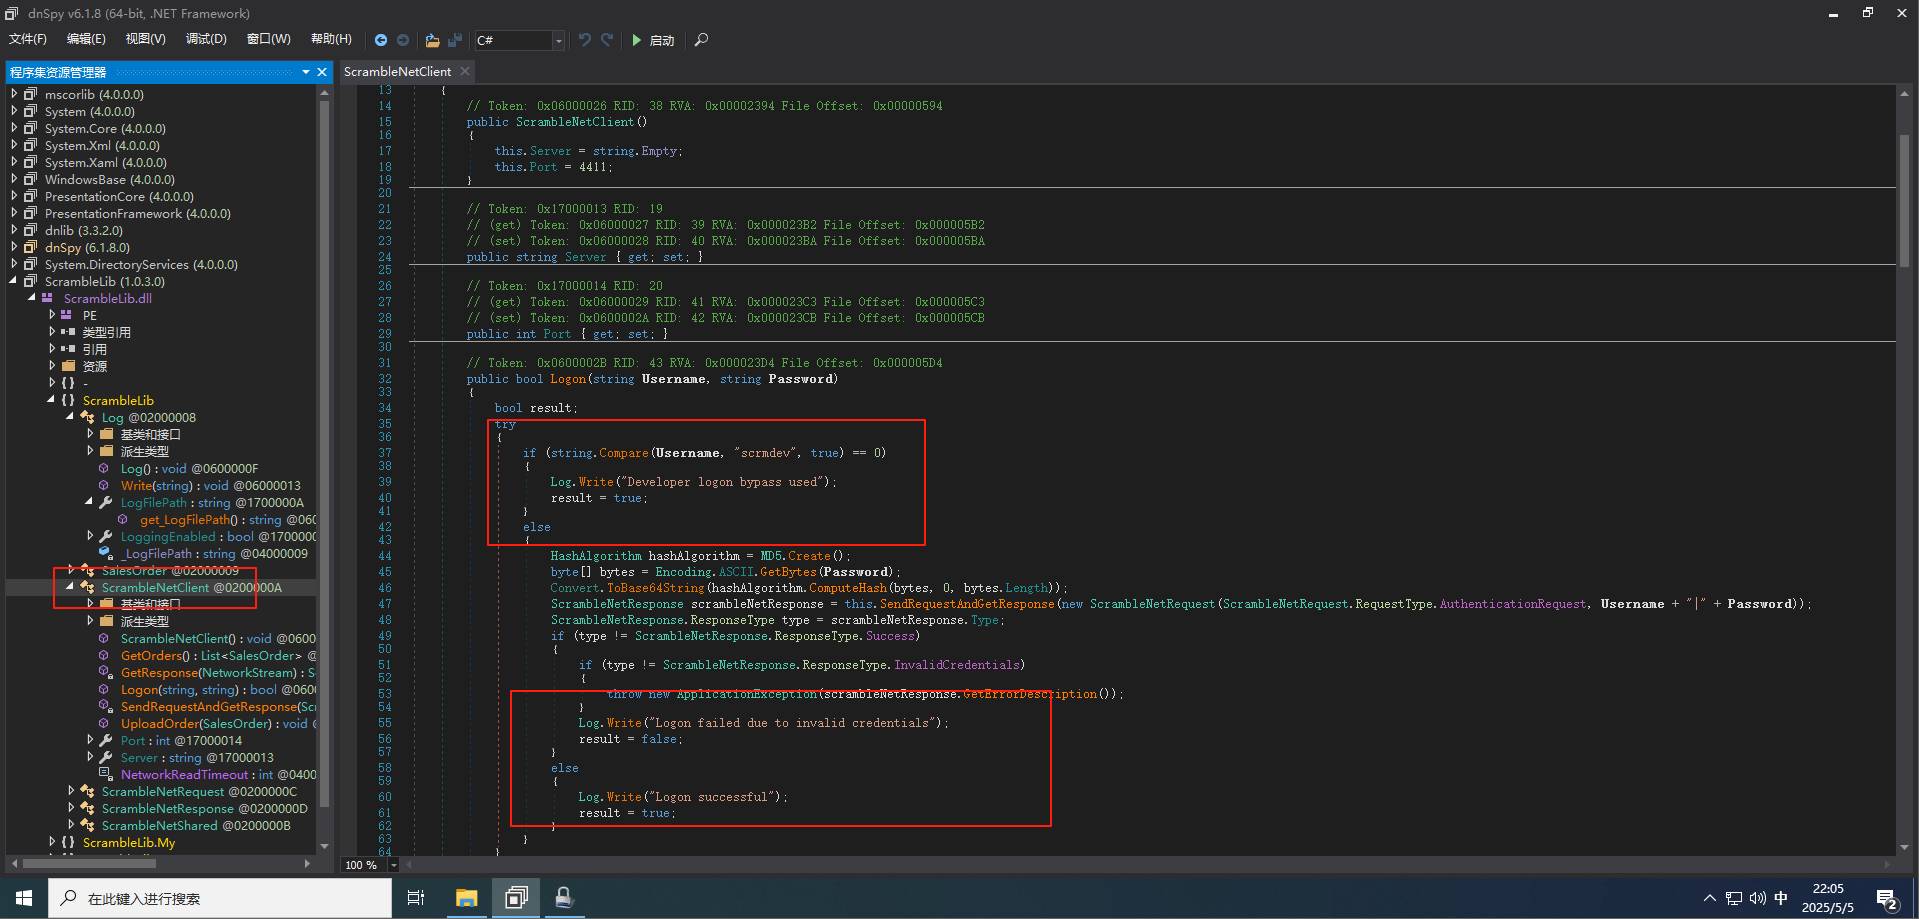 dnSpy v6.1.8 (64-bit, .NET Framework)
文件(F) 编辑(E) 视图(V) 调试(D) 窗口(W) 帮助(H) C# 启动
程序集资源管理器
mscorlib (4.0.0.0)
System (4.0.0.0)
System.Core (4.0.0.0)
System.Xml (4.0.0.0)
System.Xaml (4.0.0.0)
WindowsBase (4.0.0.0)
PresentationCore (4.0.0.0)
PresentationFramework (4.0.0.0)
dnlib (3.3.2.0)
dnSpy (6.1.8.0)
System.DirectoryServices (4.0.0.0)
ScrambleLib (1.0.3.0)
ScrambleLib.dll
PE
类型引用
引用
资源
{ } -
{ } ScrambleLib
Log @02000008
基类和接口
派生类型
Log() : void @0600000F
Write(string) : void @06000013
LogFilePath : string @1700000A
get_LogFilePath() : string @060
LoggingEnabled : bool @170000
_LogFilePath : string @04000009
SalesOrder @02000009
ScrambleNetClient @0200000A
基类和接口
派生类型
ScrambleNetClient() : void @0600
GetOrders() : List<SalesOrder> @
GetResponse(NetworkStream) : S
Logon(string, string) : bool @060
SendRequestAndGetResponse(Sc
UploadOrder(SalesOrder) : void @
Port : int @17000014
Server : string @17000013
NetworkReadTimeout : int @040
ScrambleNetRequest @0200000C
ScrambleNetResponse @0200000D
ScrambleNetShared @0200000B
{ } ScrambleLib.My
ScrambleNetClient
13 {
14 // Token: 0x06000026 RID: 38 RVA: 0x00002394 File Offset: 0x00000594
15 public ScrambleNetClient()
16 {
17 this.Server = string.Empty;
18 this.Port = 4411;
19 }
20
21 // Token: 0x17000013 RID: 19
22 // (get) Token: 0x06000027 RID: 39 RVA: 0x000023B2 File Offset: 0x000005B2
23 // (set) Token: 0x06000028 RID: 40 RVA: 0x000023BA File Offset: 0x000005BA
24 public string Server { get; set; }
25
26 // Token: 0x17000014 RID: 20
27 // (get) Token: 0x06000029 RID: 41 RVA: 0x000023C3 File Offset: 0x000005C3
28 // (set) Token: 0x0600002A RID: 42 RVA: 0x000023CB File Offset: 0x000005CB
29 public int Port { get; set; }
30
31 // Token: 0x0600002B RID: 43 RVA: 0x000023D4 File Offset: 0x000005D4
32 public bool Logon(string Username, string Password)
33 {
34 bool result;
35 try
36 {
37 if (string.Compare(Username, "scrmdev", true) == 0)
38 {
39 Log.Write("Developer logon bypass used");
40 result = true;
41 }
42 else
43 {
44 HashAlgorithm hashAlgorithm = MD5.Create();
45 byte[] bytes = Encoding.ASCII.GetBytes(Password);
46 Convert.ToBase64String(hashAlgorithm.ComputeHash(bytes, 0, bytes.Length));
47 ScrambleNetResponse scrambleNetResponse = this.SendRequestAndGetResponse(new ScrambleNetRequest(ScrambleNetRequest.RequestType.AuthenticationRequest, Username + "|" + Password));
48 ScrambleNetResponse.ResponseType type = scrambleNetResponse.Type;
49 if (type != ScrambleNetResponse.ResponseType.Success)
50 {
51 if (type != ScrambleNetResponse.ResponseType.InvalidCredentials)
52 {
53 throw new ApplicationException(scrambleNetResponse.GetErrorDescription());
54 }
55 Log.Write("Logon failed due to invalid credentials");
56 result = false;
57 }
58 else
59 {
60 Log.Write("Logon successful");
61 result = true;
62 }
63 }
64 }
100 %
在此键入进行搜索
中
22:05
2025/5/5
2